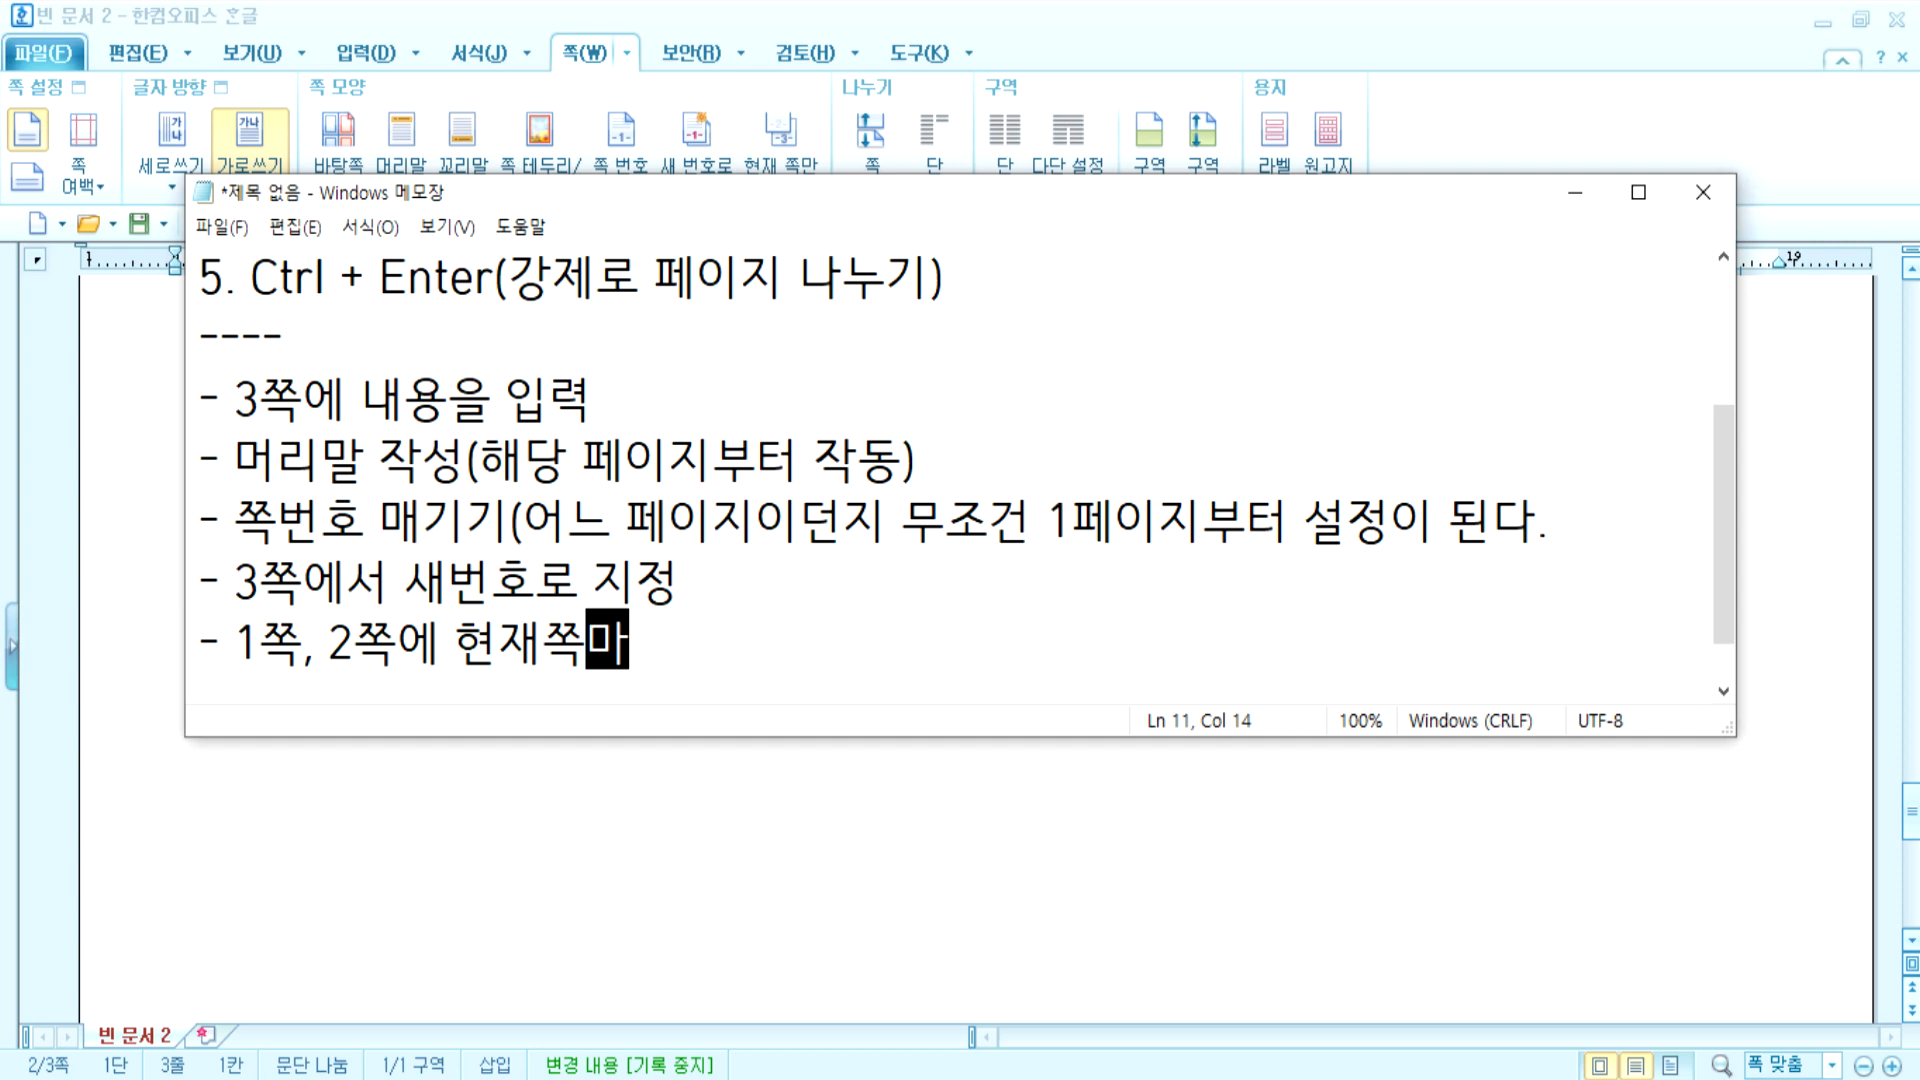 빈 문서 2 - 한컴오피스 한글
파일(F) 편집(E) 보기(U) 입력(D) 서식(J) 쪽(W) 보안(R) 검토(H) 도구(K)
쪽 설정 글자 방향 쪽 모양 나누기 구역 용지
쪽 여백 세로쓰기 가로쓰기 바탕쪽 머리말 꼬리말 쪽 테두리/ 쪽 번호 새 번호로 현재 쪽만 쪽 단 단 다단 설정 구역 구역 라벨 원고지
*제목 없음 - Windows 메모장
파일(F) 편집(E) 서식(O) 보기(V) 도움말
5. Ctrl + Enter(강제로 페이지 나누기)
----
- 3쪽에 내용을 입력
- 머리말 작성(해당 페이지부터 작동)
- 쪽번호 매기기(어느 페이지이던지 무조건 1페이지부터 설정이 된다.
- 3쪽에서 새번호로 지정
- 1쪽, 2쪽에 현재쪽마
Ln 11, Col 14 100% Windows (CRLF) UTF-8
빈 문서 2
2/3쪽 1단 3줄 1칸 문단 나눔 1/1 구역 삽입 변경 내용 [기록 중지] 폭 맞춤